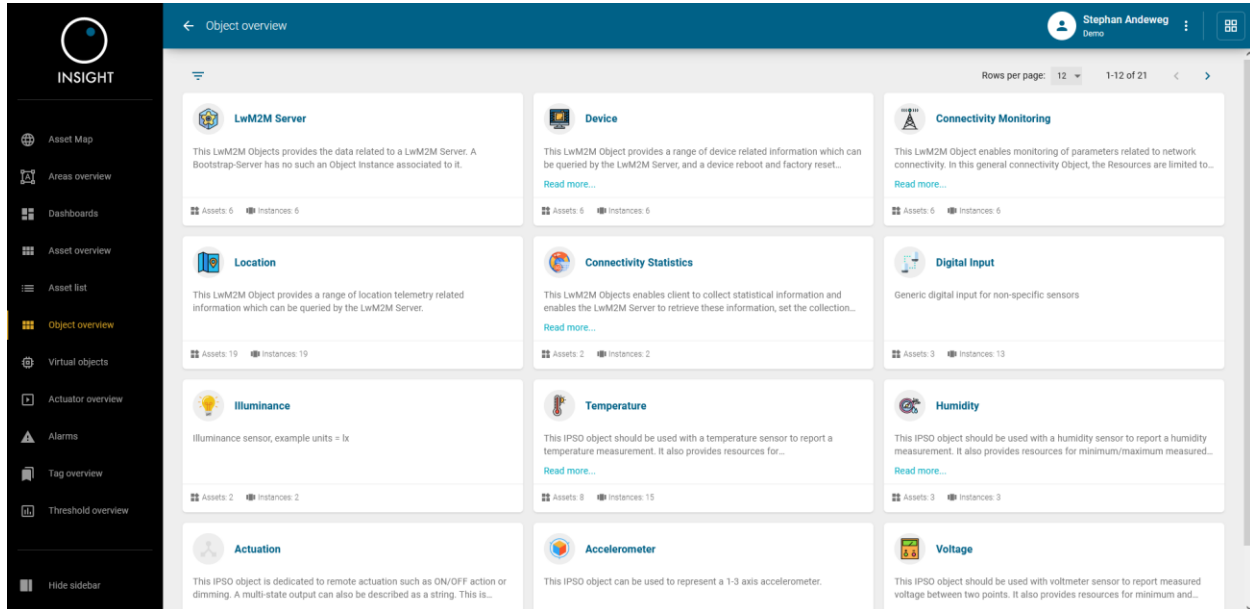 INSIGHT
Asset Map
Areas overview
Dashboards
Asset overview
Asset list
Object overview
Virtual objects
Actuator overview
Alarms
Tag overview
Threshold overview
Hide sidebar
Object overview
Stephan Andeweg
Demo
Rows per page: 12 1-12 of 21
LwM2M Server
This LwM2M Objects provides the data related to a LwM2M Server. A
Bootstrap-Server has no such an Object Instance associated to it.
Assets: 6 Instances: 6
Device
This LwM2M Object provides a range of device related information which can
be queried by the LwM2M Server, and a device reboot and factory reset...
Read more...
Assets: 6 Instances: 6
Connectivity Monitoring
This LwM2M Object enables monitoring of parameters related to network
connectivity. In this general connectivity Object, the Resources are limited to...
Read more...
Assets: 6 Instances: 6
Location
This LwM2M Object provides a range of location telemetry related
information which can be queried by the LwM2M Server.
Assets: 19 Instances: 19
Connectivity Statistics
This LwM2M Objects enables client to collect statistical information and
enables the LwM2M Server to retrieve these information, set the collection...
Read more...
Assets: 2 Instances: 2
Digital Input
Generic digital input for non-specific sensors
Assets: 3 Instances: 13
Illuminance
Illuminance sensor, example units = lx
Assets: 2 Instances: 2
Temperature
This IPSO object should be used with a temperature sensor to report a
temperature measurement. It also provides resources for...
Read more...
Assets: 8 Instances: 15
Humidity
This IPSO object should be used with a humidity sensor to report a humidity
measurement. It also provides resources for minimum/maximum measured...
Read more...
Assets: 3 Instances: 3
Actuation
This IPSO object is dedicated to remote actuation such as ON/OFF action or
dimming. A multi-state output can also be described as a string. This is...
Accelerometer
This IPSO object can be used to represent a 1-3 axis accelerometer.
Voltage
This IPSO object should be used with voltmeter sensor to report measured
voltage between two points. It also provides resources for minimum and...